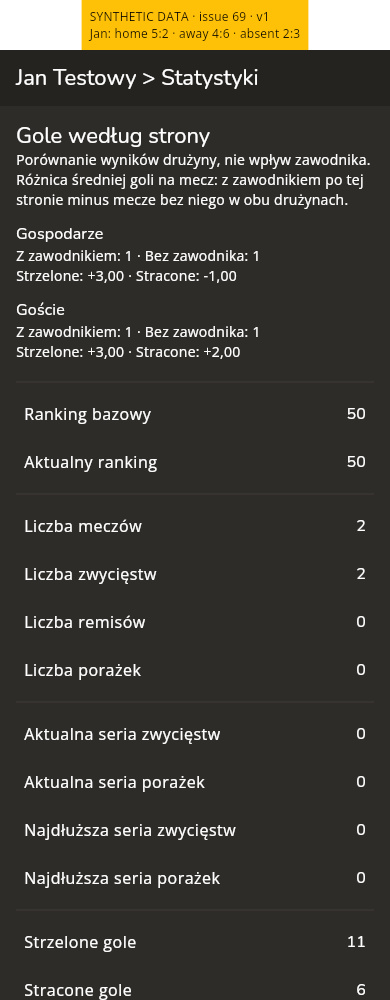 SYNTHETIC DATA · issue 69 · v1
Jan: home 5:2 · away 4:6 · absent 2:3
Jan Testowy > Statystyki
Gole według strony
Porównanie wyników drużyny, nie wpływ zawodnika.
Różnica średniej goli na mecz: z zawodnikiem po tej
stronie minus mecze bez niego w obu drużynach.
Gospodarze
Z zawodnikiem: 1 · Bez zawodnika: 1
Strzelone: +3,00 · Stracone: -1,00
Goście
Z zawodnikiem: 1 · Bez zawodnika: 1
Strzelone: +3,00 · Stracone: +2,00
Ranking bazowy 50
Aktualny ranking 50
Liczba meczów 2
Liczba zwycięstw 2
Liczba remisów 0
Liczba porażek 0
Aktualna seria zwycięstw 0
Aktualna seria porażek 0
Najdłuższa seria zwycięstw 0
Najdłuższa seria porażek 0
Strzelone gole 11
Stracone gole 6